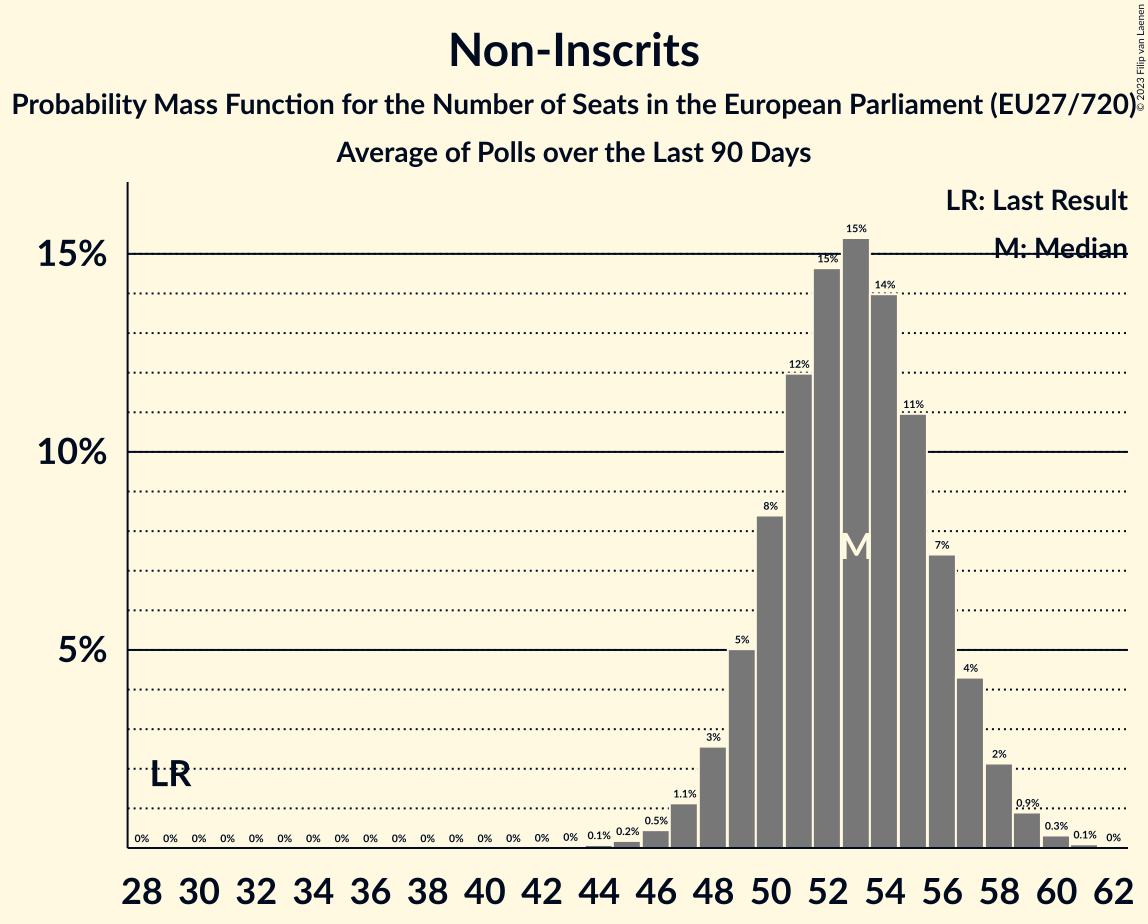 Non-Inscrits
Probability Mass Function for the Number of Seats in the European Parliament (EU27/720)
Average of Polls over the Last 90 Days
© 2023 Filip van Laenen
LR: Last Result
M: Median
15%
10%
5%
LR
M
0% 0% 0% 0% 0% 0% 0% 0% 0% 0% 0% 0% 0% 0% 0% 0% 0.1% 0.2% 0.5% 1.1% 3% 5% 8% 12% 15% 15% 14% 11% 7% 4% 2% 0.9% 0.3% 0.1% 0%
28 30 32 34 36 38 40 42 44 46 48 50 52 54 56 58 60 62